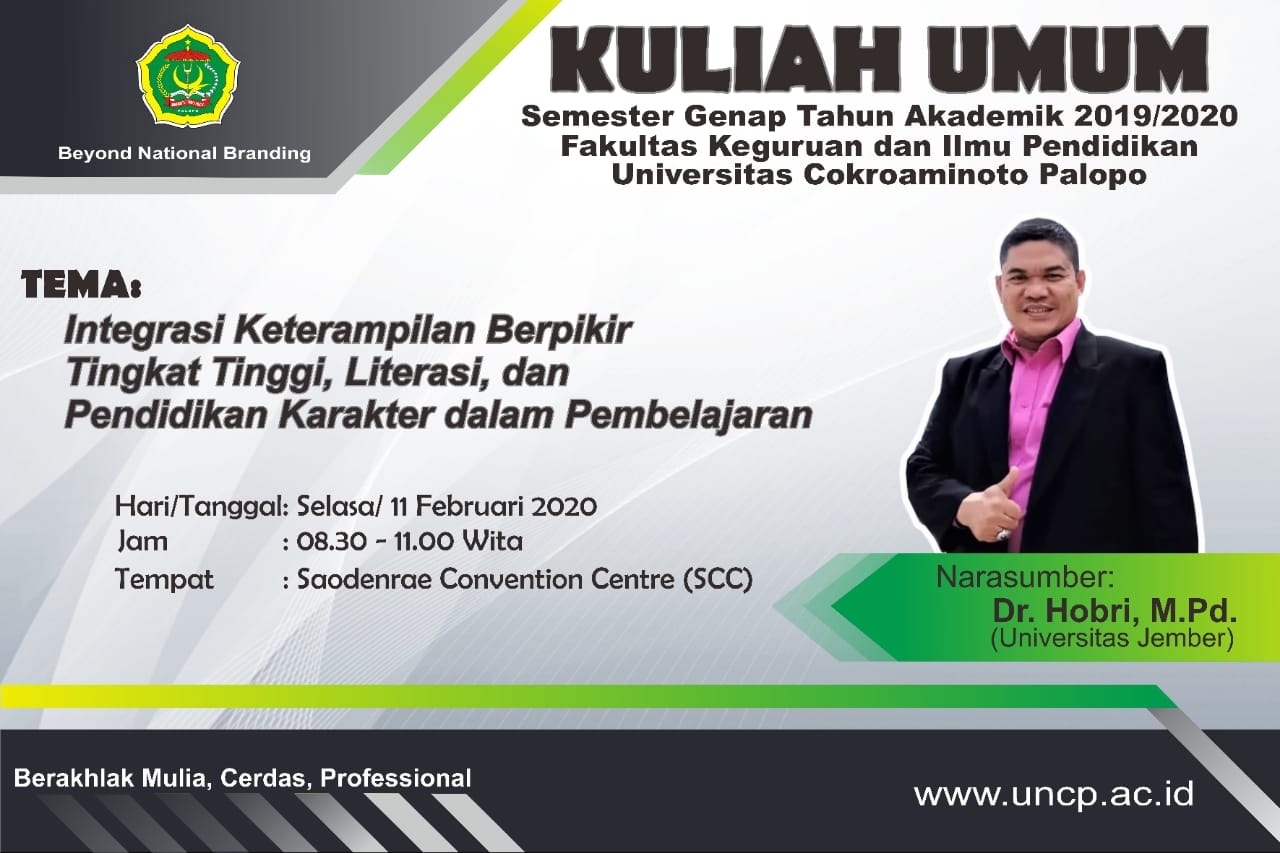 Beyond National Branding
KULIAH UMUM
Semester Genap Tahun Akademik 2019/2020
Fakultas Keguruan dan Ilmu Pendidikan
Universitas Cokroaminoto Palopo
TEMA:
Integrasi Keterampilan Berpikir
Tingkat Tinggi, Literasi, dan
Pendidikan Karakter dalam Pembelajaran
Hari/Tanggal: Selasa/ 11 Februari 2020
Jam : 08.30 - 11.00 Wita
Tempat : Saodenrae Convention Centre (SCC)
Narasumber:
Dr. Hobri, M.Pd.
(Universitas Jember)
Berakhlak Mulia, Cerdas, Professional
www.uncp.ac.id